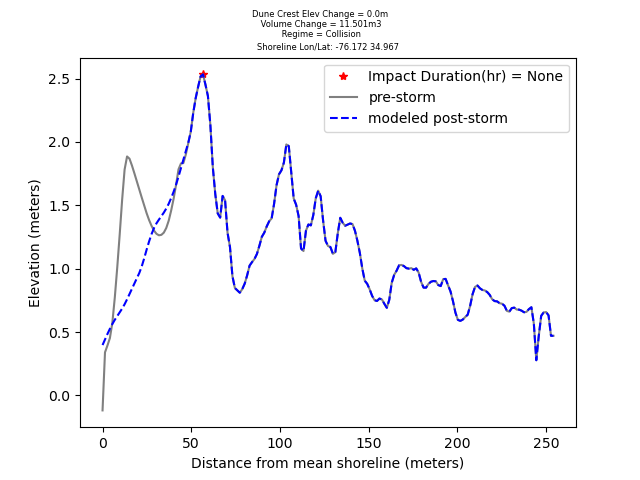 Dune Crest Elev Change = 0.0m
Volume Change = 11.501m3
Regime = Collision
Shoreline Lon/Lat: -76.172 34.967
Impact Duration(hr) = None
pre-storm
modeled post-storm
Elevation (meters)
2.5
2.0
1.5
1.0
0.5
0.0
0 50 100 150 200 250
Distance from mean shoreline (meters)